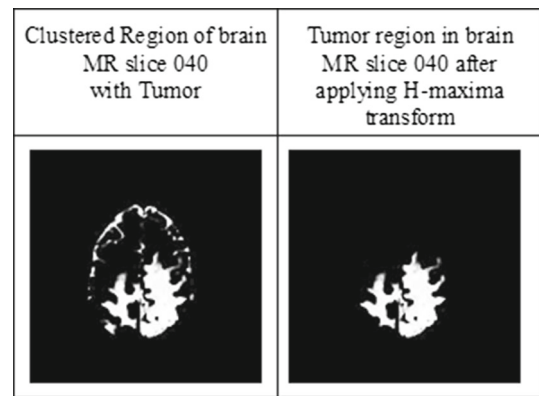 Clustered Region of brain
MR slice 040
with Tumor
Tumor region in brain
MR slice 040 after
applying H-maxima
transform